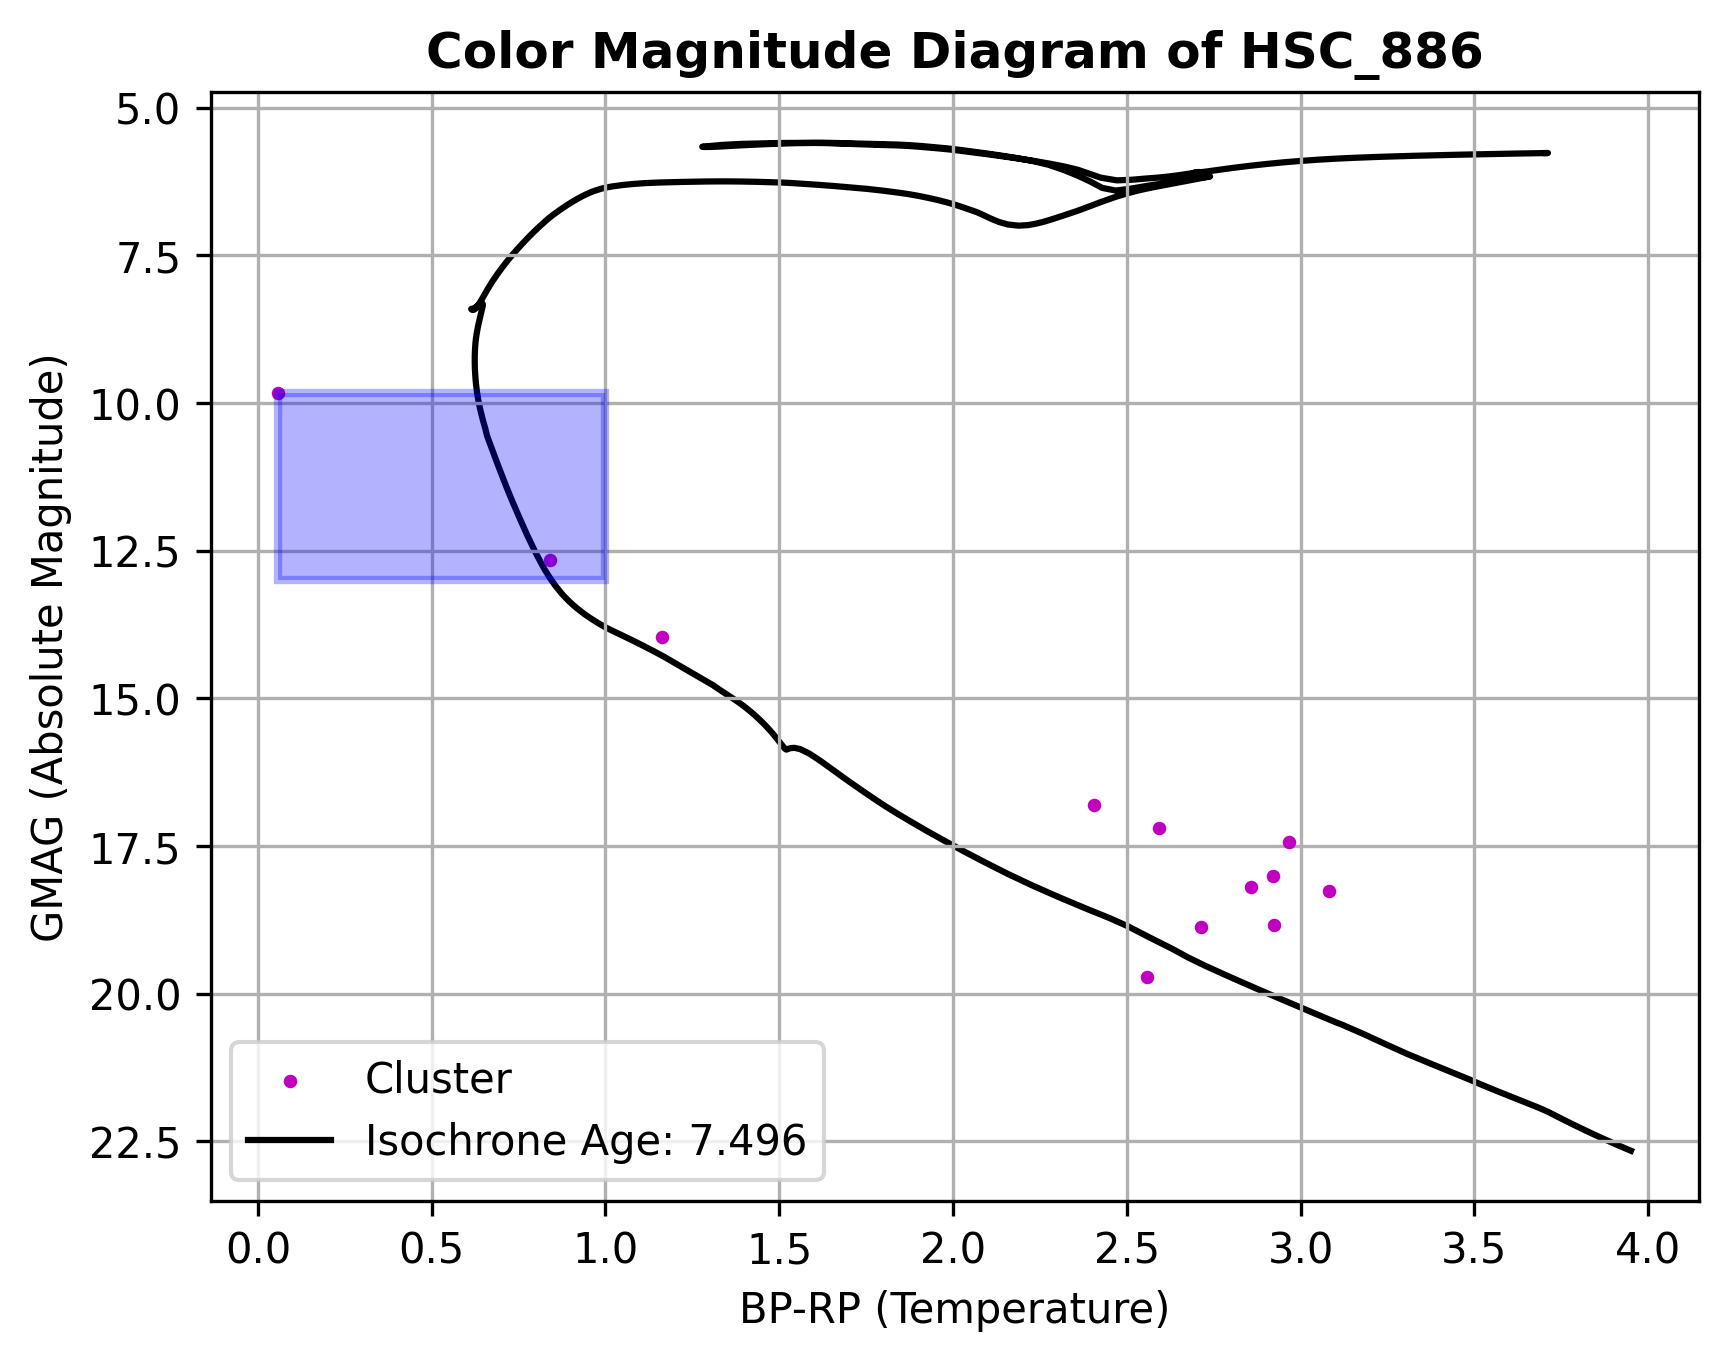 Color Magnitude Diagram of HSC_886
GMAG (Absolute Magnitude)
5.0
7.5
10.0
12.5
15.0
17.5
20.0
22.5
Cluster
Isochrone Age: 7.496
0.0 0.5 1.0 1.5 2.0 2.5 3.0 3.5 4.0
BP-RP (Temperature)